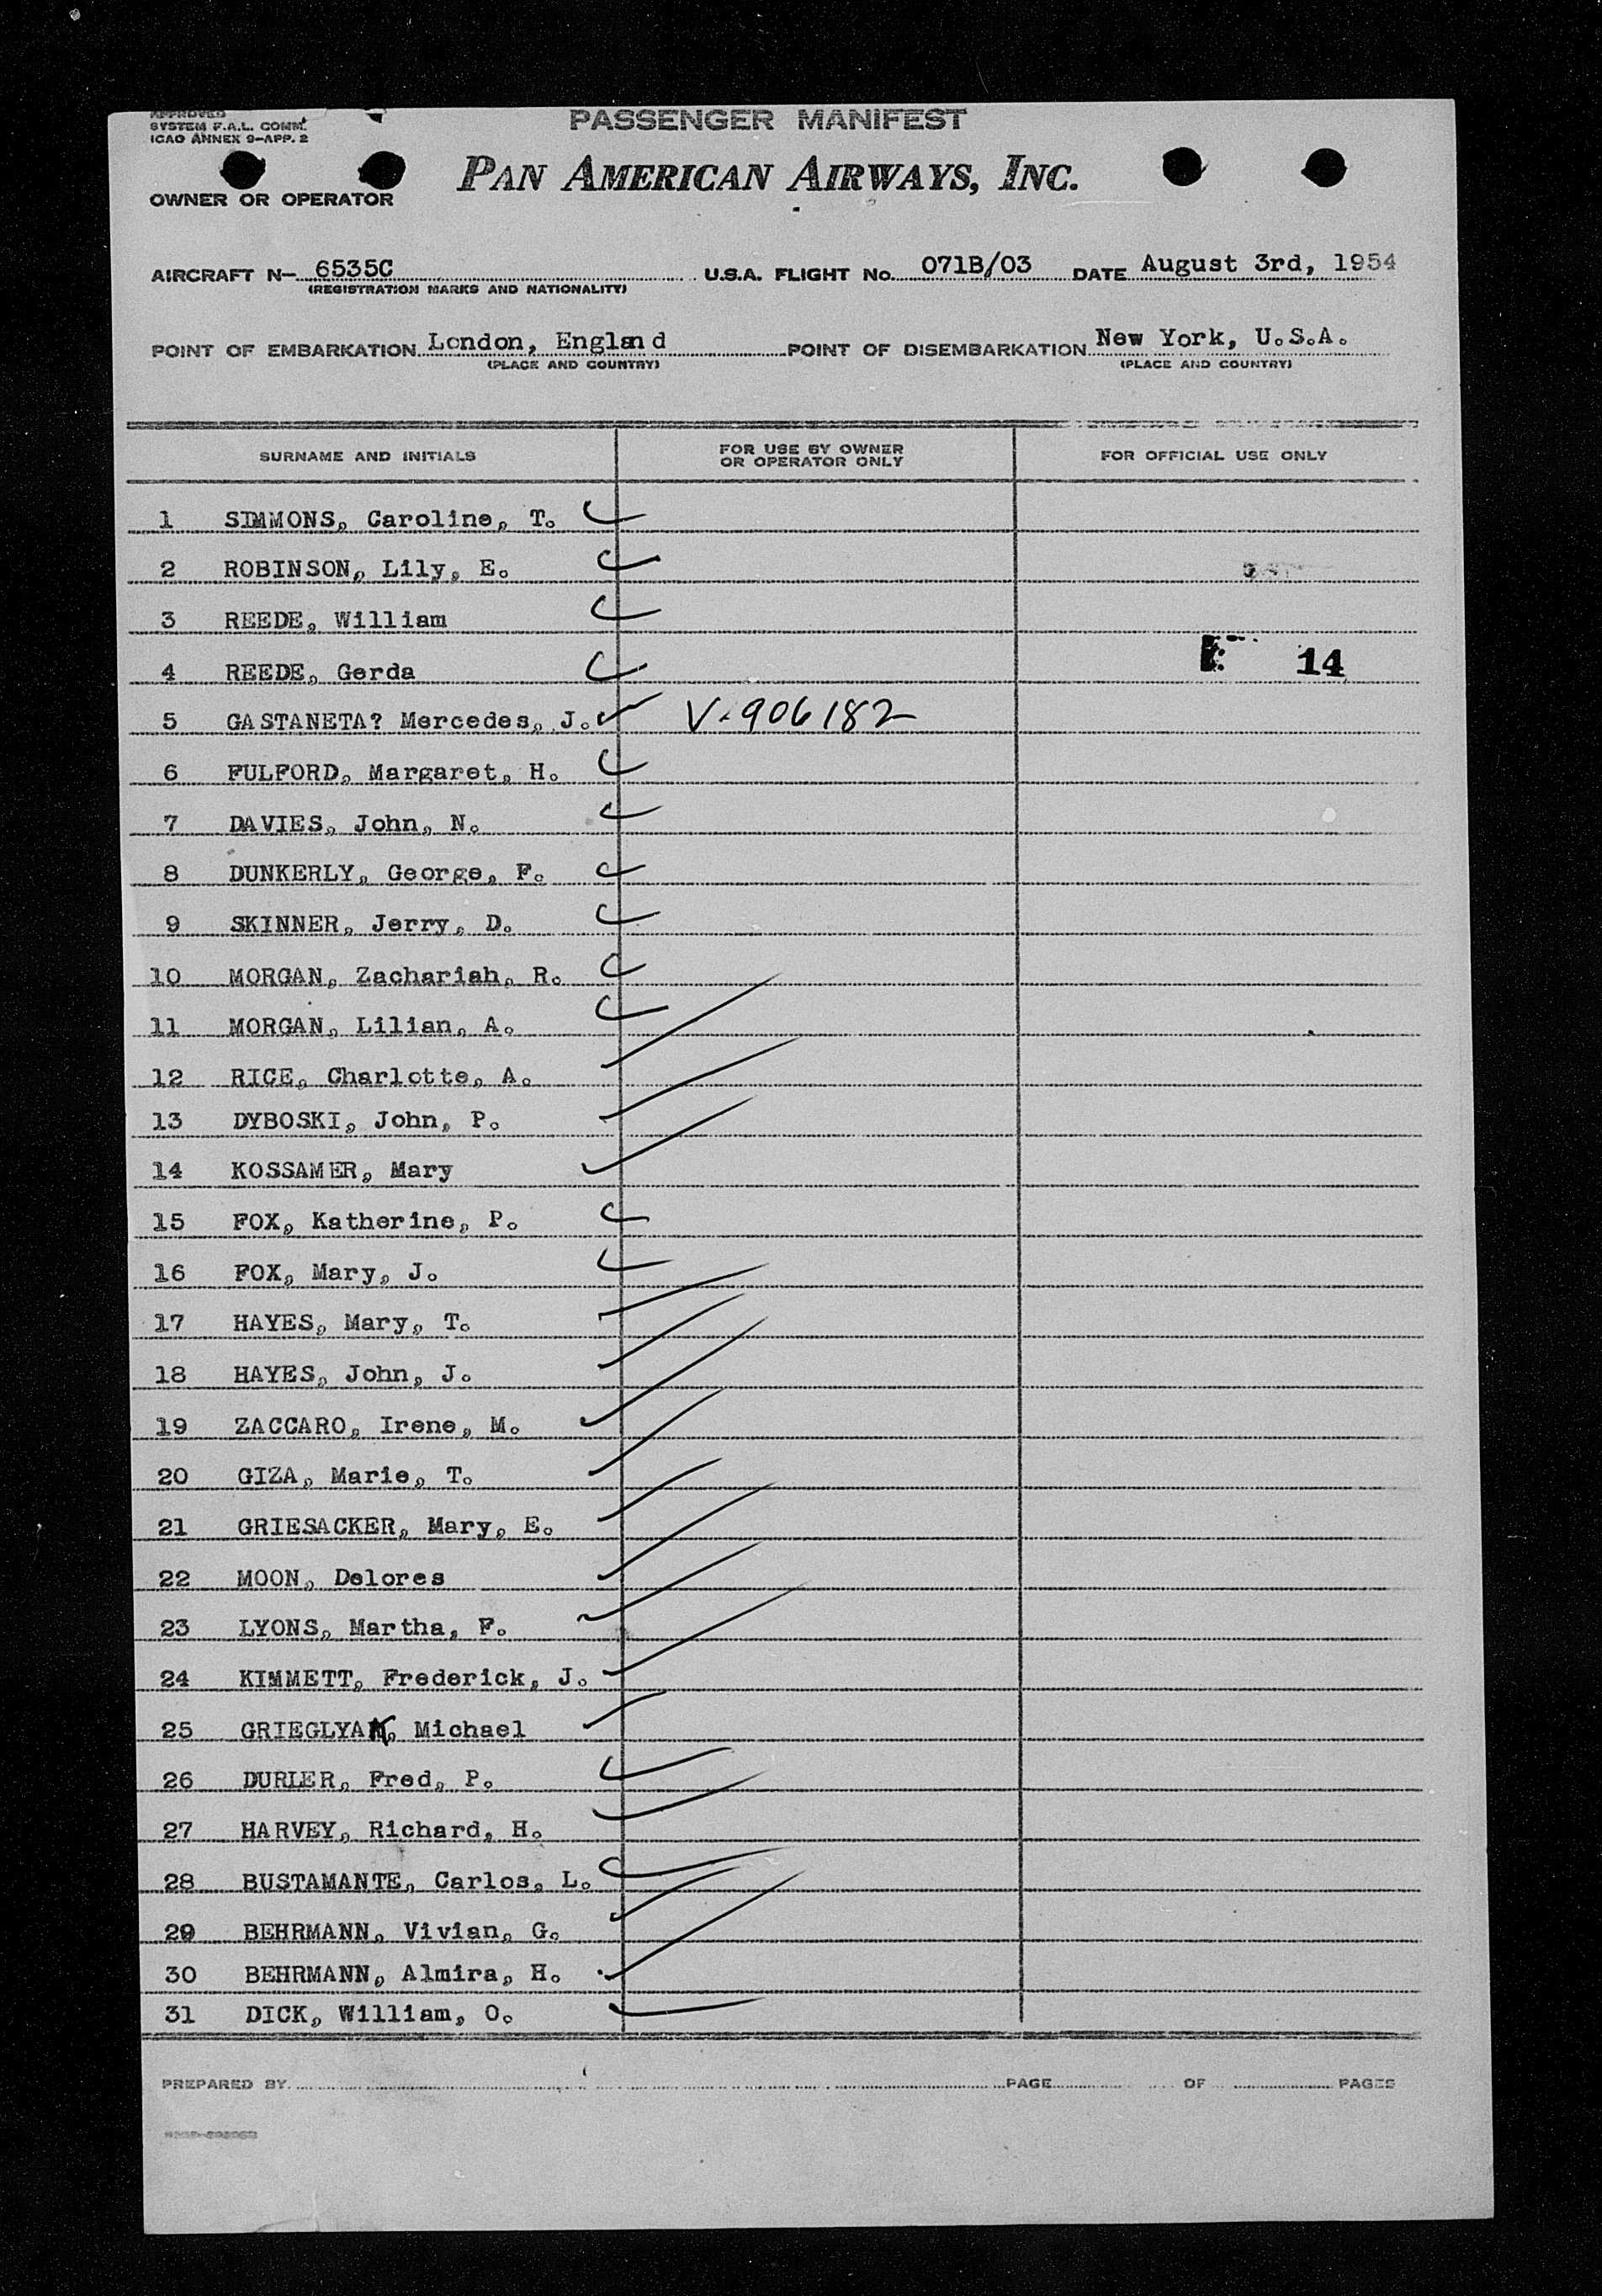 APPROVED
SYSTEM F.A.L. COMM.
ICAO ANNEX 9-APP. 2
PASSENGER MANIFEST
PAN AMERICAN AIRWAYS, INC.
OWNER OR OPERATOR
AIRCRAFT N- 6535C U.S.A. FLIGHT No. 071B/03 DATE August 3rd, 1954
(REGISTRATION MARKS AND NATIONALITY)
POINT OF EMBARKATION London, England POINT OF DISEMBARKATION New York, U.S.A.
(PLACE AND COUNTRY) (PLACE AND COUNTRY)
SURNAME AND INITIALS FOR USE BY OWNER OR OPERATOR ONLY FOR OFFICIAL USE ONLY
1 SIMMONS, Caroline, T.
2 ROBINSON, Lily, E.
3 REEDE, William
4 REEDE, Gerda 14
5 GASTANETA? Mercedes, J. V-906182
6 FULFORD, Margaret, H.
7 DAVIES, John, N.
8 DUNKERLY, George, F.
9 SKINNER, Jerry, D.
10 MORGAN, Zachariah, R.
11 MORGAN, Lilian, A.
12 RICE, Charlotte, A.
13 DYBOSKI, John, P.
14 KOSSAMER, Mary
15 FOX, Katherine, P.
16 FOX, Mary, J.
17 HAYES, Mary, T.
18 HAYES, John, J.
19 ZACCARO, Irene, M.
20 GIZA, Marie, T.
21 GRIESACKER, Mary, E.
22 MOON, Delores
23 LYONS, Martha, F.
24 KIMMETT, Frederick, J.
25 GRIEGLYAK, Michael
26 DURLER, Fred, P.
27 HARVEY, Richard, H.
28 BUSTAMANTE, Carlos, L.
29 BEHRMANN, Vivian, G.
30 BEHRMANN, Almira, H.
31 DICK, William, O.
PREPARED BY PAGE OF PAGES